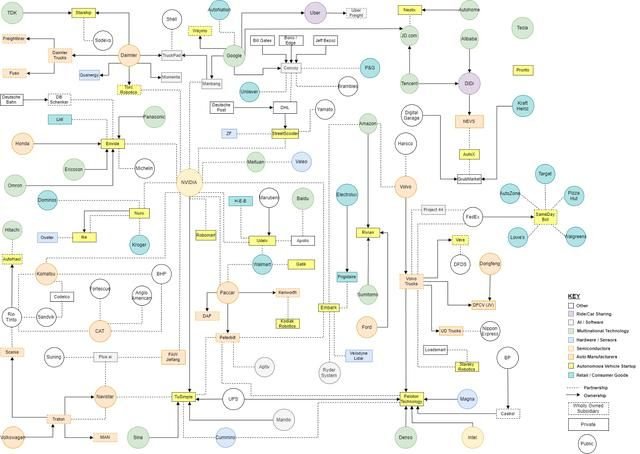 TDK
Startship
Shell
AutoNation
Uber
Uber Freight
Neolix
Autohome
Tesla
Sodexo
Waymo
Freightliner
Daimler Trucks
Daimler
TruckPad
Google
Bill Gates
Jeff Bezos
JD.com
Alibaba
Fuso
Quanergy
Momenta
Manbang
Convoy
P&G
Pronto
Torc Robotics
Unilever
Brambles
Tencent
DiDi
Deutsche Bahn
DB Schenker
Deutsche Post
DHL
Yamato
Digital Garage
Kraft Heinz
Lidl
Panasonic
Amazon
NEVS
Honda
Einride
ZF
StreetScooter
Harsco
AutoX
Ericsson
Michelin
Meituan
Valeo
GrubMarket
Omron
NVIDIA
Volvo
Target
Dominos
H-E-B
Marubeni
Baidu
Electrolux
AutoZone
Pizza Hut
Nuro
Project 44
FedEx
SameDay Bot
Hitachi
Ouster
Ike
Kroger
Robomart
Udelv
Apollo
Rivian
Vera
Lowe's
Walgreens
AutoHaul
Walmart
Gatik
Frigidaire
DFDS
Dongfeng
Komatsu
BHP
Volvo Trucks
Fortescue
Anglo American
Paccar
Kenworth
Sumitomo
Codelco
DAF
Embark
DFCV (JV)
KEY
Other
Ride/Car Sharing
AI / Software
Multinational Technology
Hardware / Sensors
Semiconductors
Auto Manufacturers
Autonomous Vehicle Startup
Retail / Consumer Goods
Partnership
Ownership
Wholly Owned Subsidiary
Private
Public
Rio Tinto
Sandvik
CAT
Kodiak Robotics
Ford
UD Trucks
Nippon Express
Peterbilt
Scania
Suning
Plus.ai
FAW Jiefang
Velodyne Lidar
Loadsmart
BP
Aptiv
Ryder System
Starsky Robotics
Navistar
TuSimple
UPS
Peloton Technology
Magna
Traton
Mando
Volkswagen
MAN
Sina
Cummins
Denso
Intel